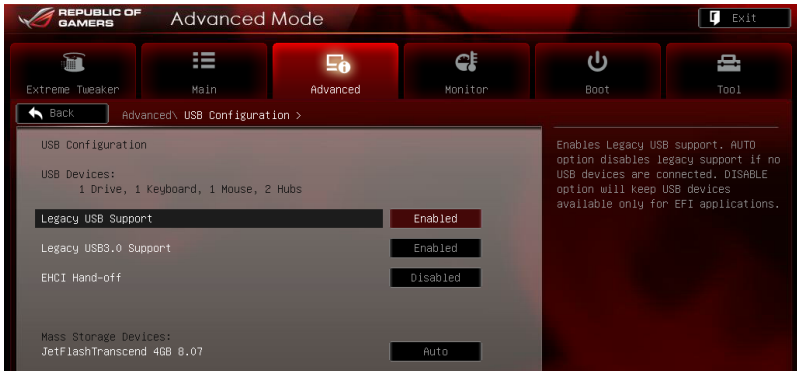 REPUBLIC OF
GAMERS
Advanced Mode
Exit
Extreme Tweaker
Main
Advanced
Monitor
Boot
Tool
Back
Advanced\ USB Configuration >
USB Configuration
USB Devices:
1 Drive, 1 Keyboard, 1 Mouse, 2 Hubs
Legacy USB Support Enabled
Legacy USB3.0 Support Enabled
EHCI Hand-off Disabled
Mass Storage Devices:
JetFlashTranscend 4GB 8.07 Auto
Enables Legacy USB support. AUTO
option disables legacy support if no
USB devices are connected. DISABLE
option will keep USB devices
available only for EFI applications.